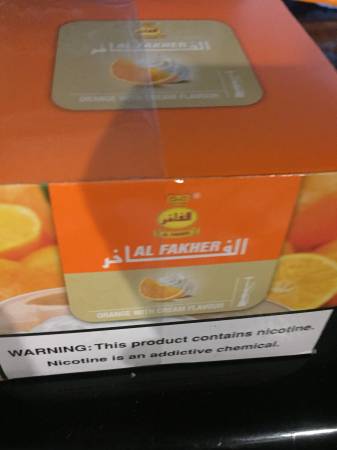 الفاخر
AL FAKHER
ORANGE WITH CREAM FLAVOUR
الفاخر
الفاخر
AL FAKHER
ORANGE WITH CREAM FLAVOUR
WARNING: This product contains nicotine.
Nicotine is an addictive chemical.